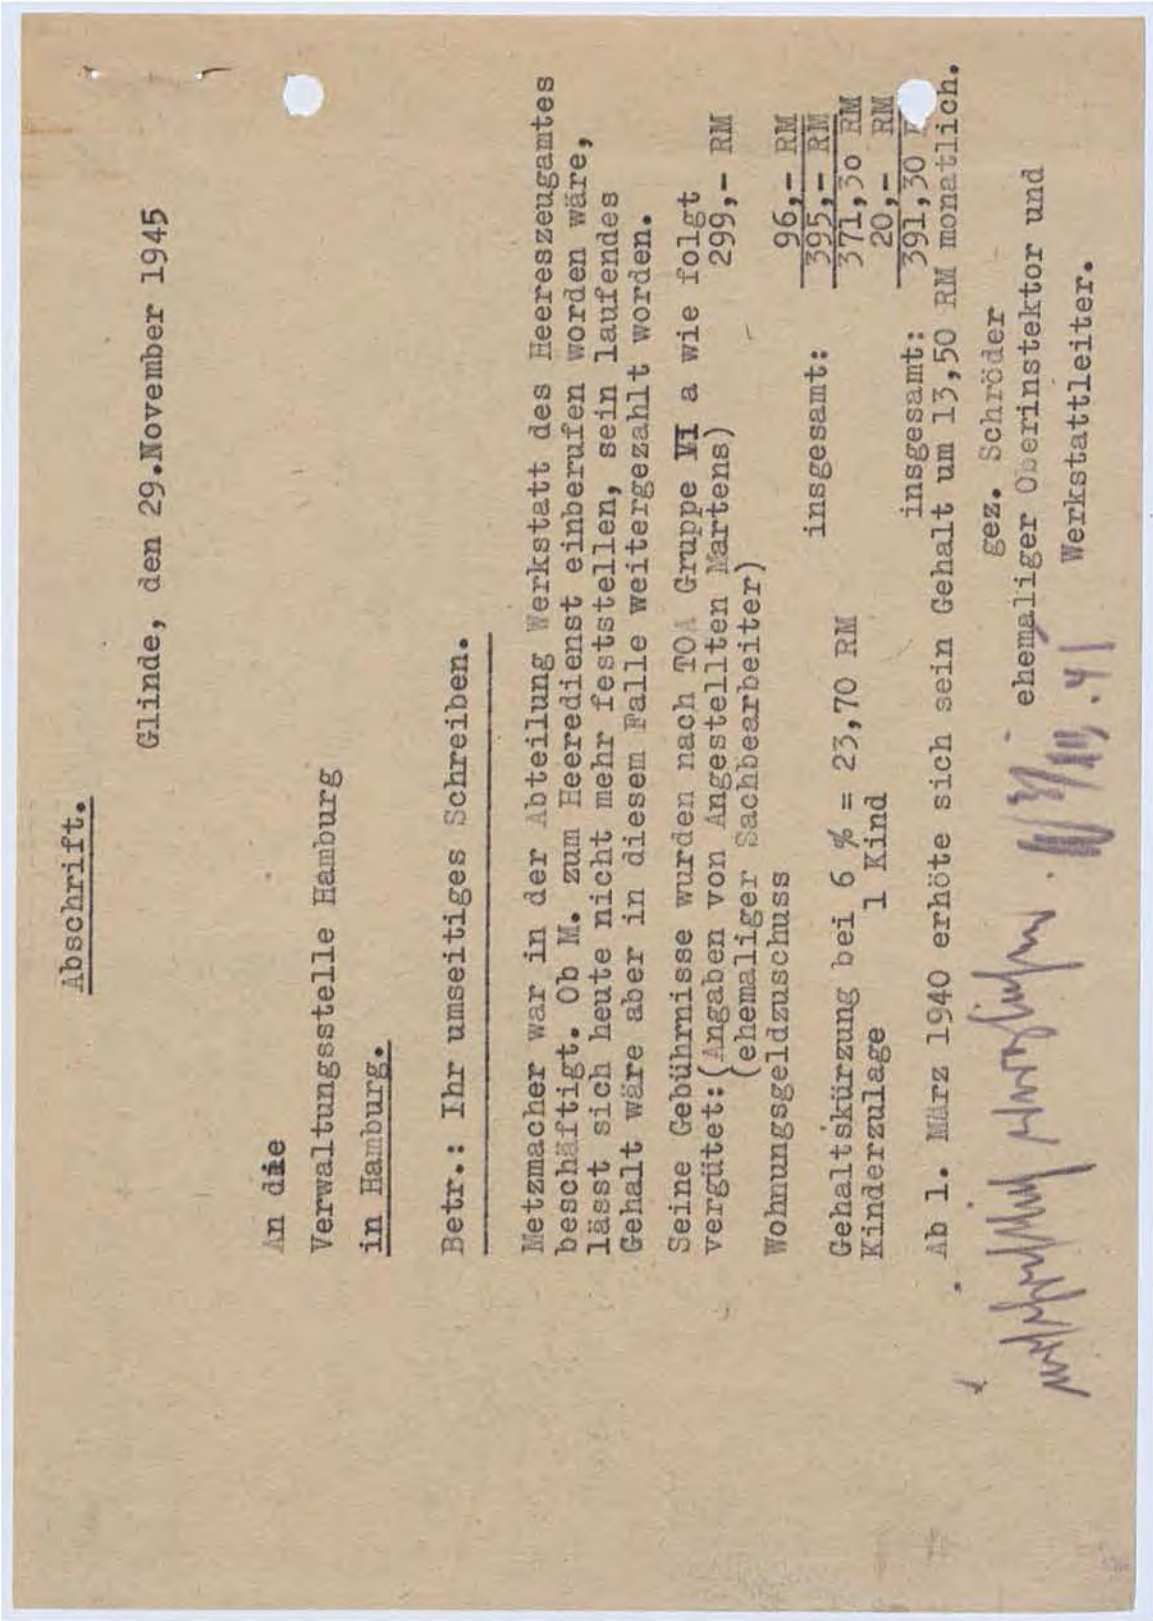 Abschrift.
Glinde, den 29.November 1945
An die
Verwaltungsstelle Hamburg
in Hamburg.
Betr.: Ihr umseitiges Schreiben.
Metzmacher war in der Abteilung Werkstatt des Heereszeugamtes
beschäftigt. Ob M. zum Heeredienst einberufen worden wäre,
lässt sich heute nicht mehr feststellen, sein laufendes
Gehalt wäre aber in diesem Falle weitergezahlt worden.
Seine Gebührnisse wurden nach TOA Gruppe VI a wie folgt
vergütet:(Angaben von Angestellten Martens) 299,- RM
(ehemaliger Sachbearbeiter)
Wohnungsgeldzuschuss 96,- RM
insgesamt: 395,- RM
Gehaltskürzung bei 6 % = 23,70 RM 371,30 RM
Kinderzulage 1 Kind 20,- RM
insgesamt: 391,30
Ab 1. März 1940 erhöte sich sein Gehalt um 13,50 RM monatlich.
gez. Schröder
ehemaliger Oberinstektor und
Werkstattleiter.